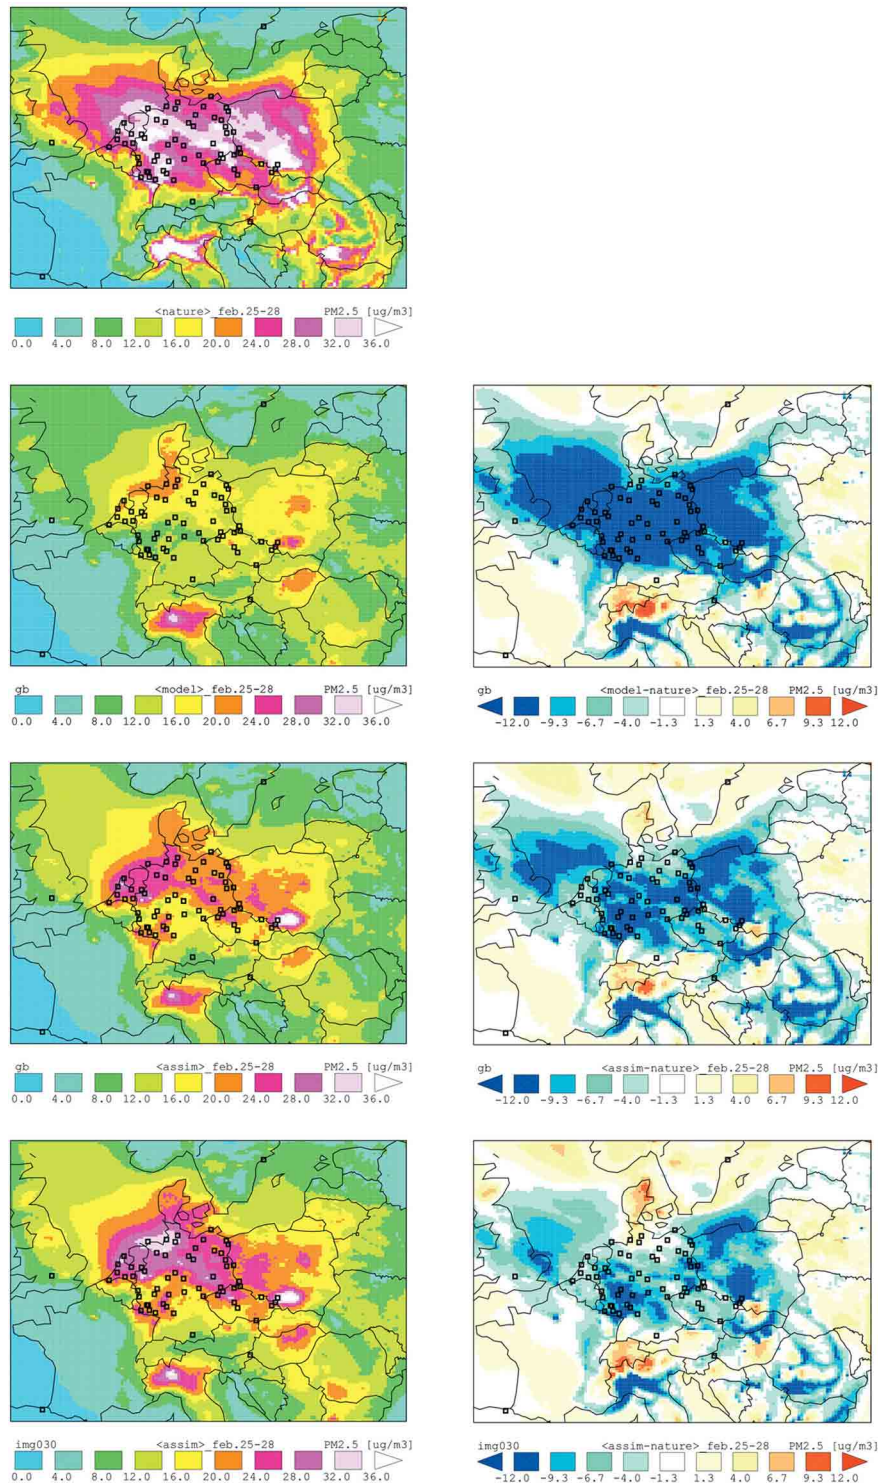 <nature>_feb.25-28 PM2.5 [ug/m3]
0.0 4.0 8.0 12.0 16.0 20.0 24.0 28.0 32.0 36.0
gb <model>_feb.25-28 PM2.5 [ug/m3]
0.0 4.0 8.0 12.0 16.0 20.0 24.0 28.0 32.0 36.0
gb <model-nature>_feb.25-28 PM2.5 [ug/m3]
-12.0 -9.3 -6.7 -4.0 -1.3 1.3 4.0 6.7 9.3 12.0
gb <assim>_feb.25-28 PM2.5 [ug/m3]
0.0 4.0 8.0 12.0 16.0 20.0 24.0 28.0 32.0 36.0
gb <assim-nature>_feb.25-28 PM2.5 [ug/m3]
-12.0 -9.3 -6.7 -4.0 -1.3 1.3 4.0 6.7 9.3 12.0
img030 <assim>_feb.25-28 PM2.5 [ug/m3]
0.0 4.0 8.0 12.0 16.0 20.0 24.0 28.0 32.0 36.0
img030 <assim-nature>_feb.25-28 PM2.5 [ug/m3]
-12.0 -9.3 -6.7 -4.0 -1.3 1.3 4.0 6.7 9.3 12.0